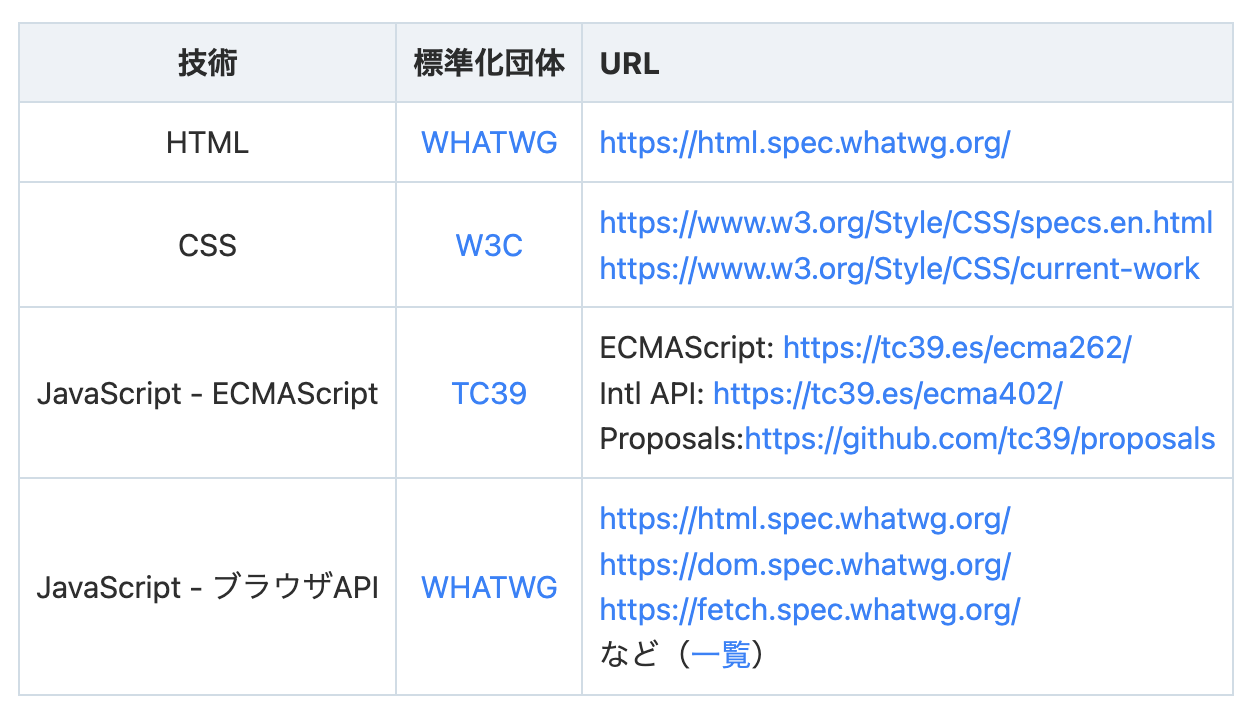 技術 標準化団体 URL
HTML WHATWG https://html.spec.whatwg.org/
CSS W3C https://www.w3.org/Style/CSS/specs.en.html
https://www.w3.org/Style/CSS/current-work
JavaScript - ECMAScript TC39 ECMAScript: https://tc39.es/ecma262/
Intl API: https://tc39.es/ecma402/
Proposals:https://github.com/tc39/proposals
JavaScript - ブラウザAPI WHATWG https://html.spec.whatwg.org/
https://dom.spec.whatwg.org/
https://fetch.spec.whatwg.org/
など（一覧）